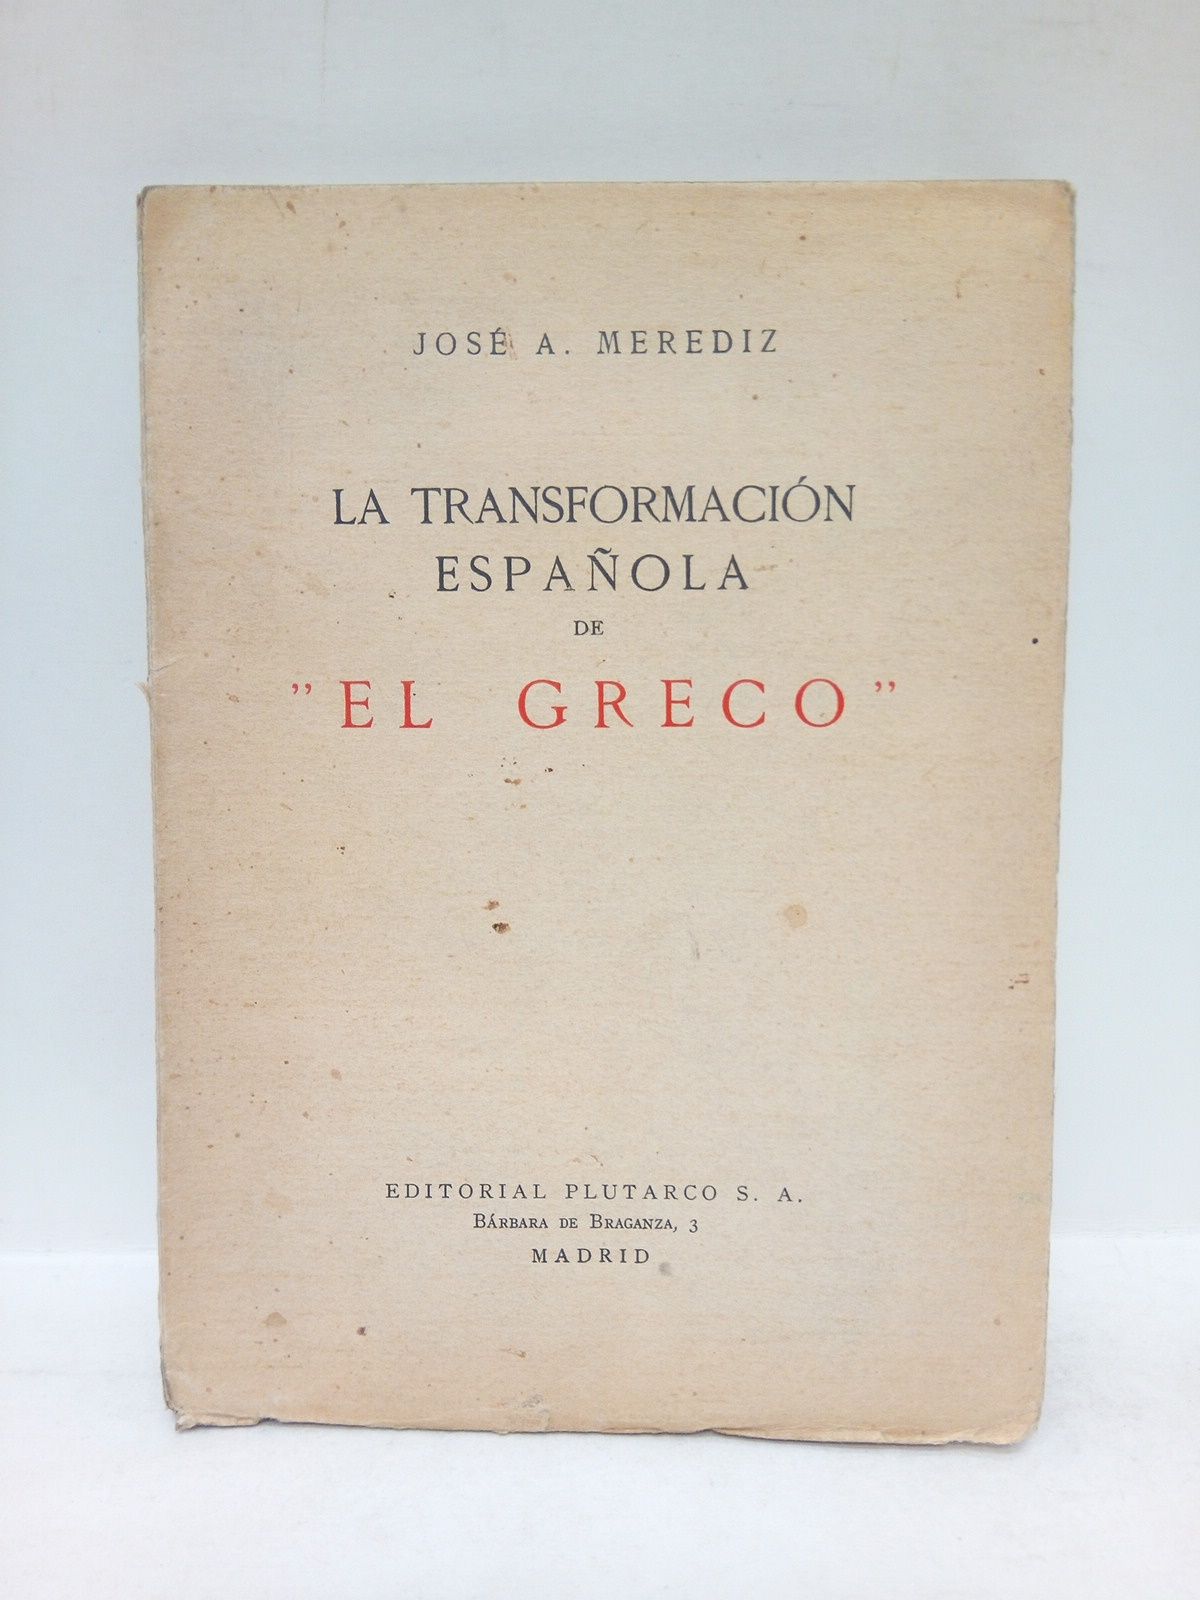 JOSÉ A. MEREDIZ
LA TRANSFORMACIÓN
ESPAÑOLA
DE
"EL GRECO"
EDITORIAL PLUTARCO S. A.
BÁRBARA DE BRAGANZA, 3
MADRID